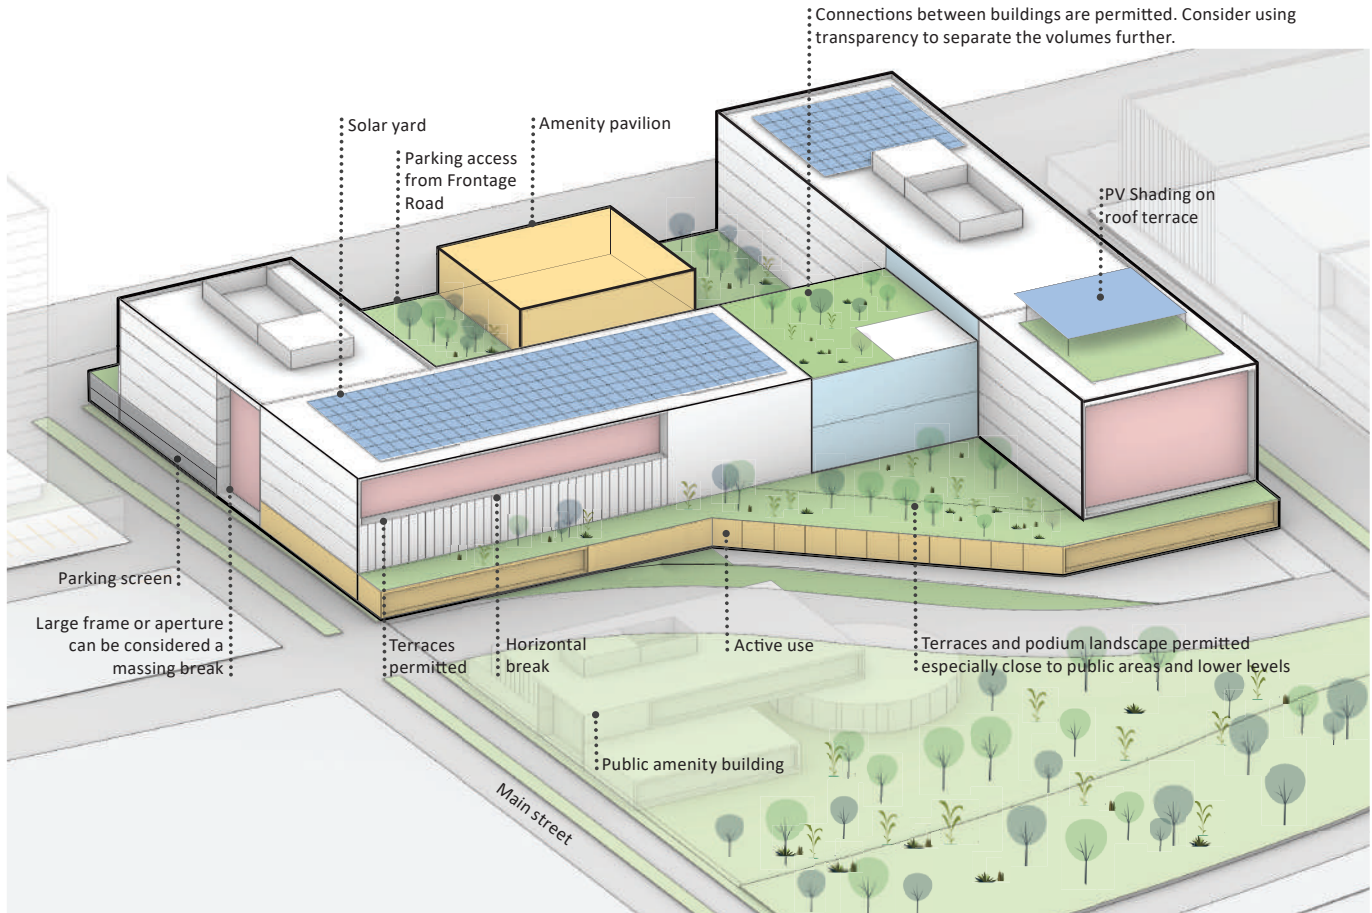 Connections between buildings are permitted. Consider using
transparency to separate the volumes further.
Solar yard
Amenity pavilion
Parking access
from Frontage
Road
PV Shading on
roof terrace
Parking screen
Large frame or aperture
can be considered a
massing break
Terraces
permitted
Horizontal
break
Active use
Terraces and podium landscape permitted
especially close to public areas and lower levels
Public amenity building
Main street